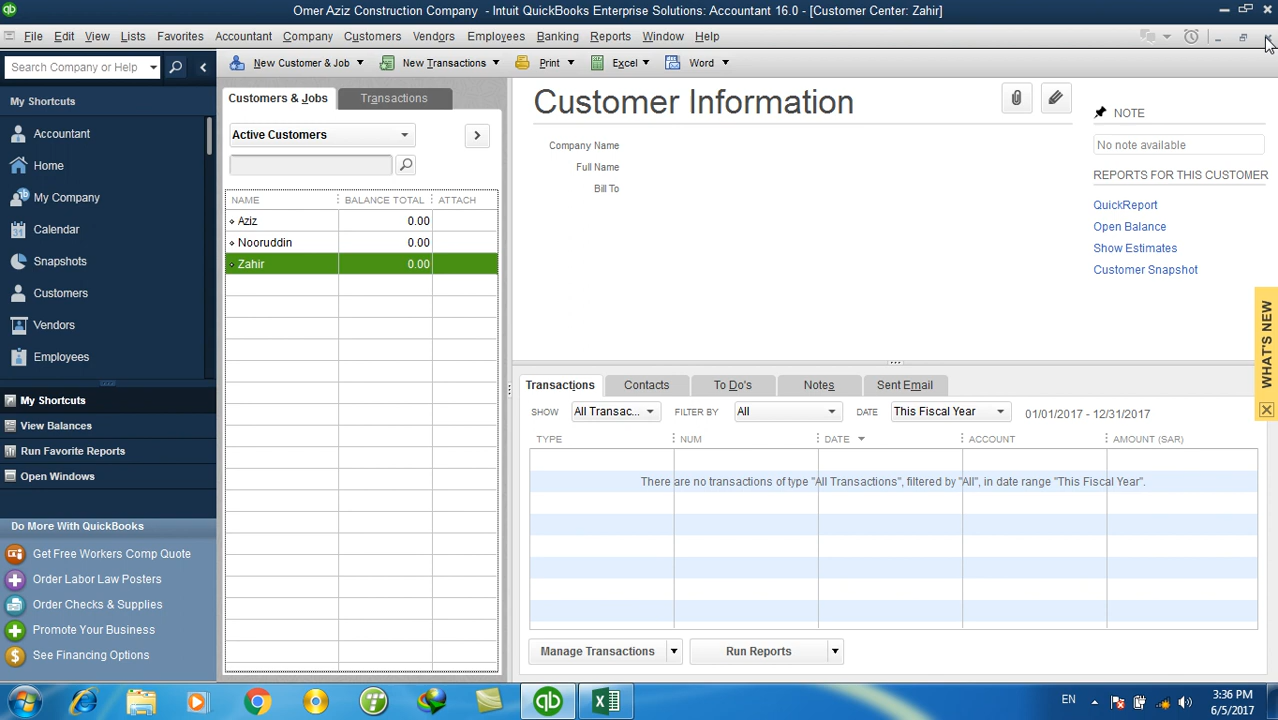 Omer Aziz Construction Company - Intuit QuickBooks Enterprise Solutions: Accountant 16.0 - [Customer Center: Zahir]
File Edit View Lists Favorites Accountant Company Customers Vendors Employees Banking Reports Window Help
Search Company or Help
New Customer & Job New Transactions Print Excel Word
My Shortcuts
Accountant
Home
My Company
Calendar
Snapshots
Customers
Vendors
Employees
My Shortcuts
View Balances
Run Favorite Reports
Open Windows
Do More With QuickBooks
Get Free Workers Comp Quote
Order Labor Law Posters
Order Checks & Supplies
Promote Your Business
See Financing Options
Customers & Jobs Transactions
Active Customers
NAME BALANCE TOTAL ATTACH
Aziz 0.00
Nooruddin 0.00
Zahir 0.00
Customer Information
Company Name
Full Name
Bill To
NOTE
No note available
REPORTS FOR THIS CUSTOMER
QuickReport
Open Balance
Show Estimates
Customer Snapshot
WHAT'S NEW
Transactions Contacts To Do's Notes Sent Email
SHOW All Transac... FILTER BY All DATE This Fiscal Year 01/01/2017 - 12/31/2017
TYPE NUM DATE ACCOUNT AMOUNT (SAR)
There are no transactions of type "All Transactions", filtered by "All", in date range "This Fiscal Year".
Manage Transactions Run Reports
qb
EN
3:36 PM
6/5/2017